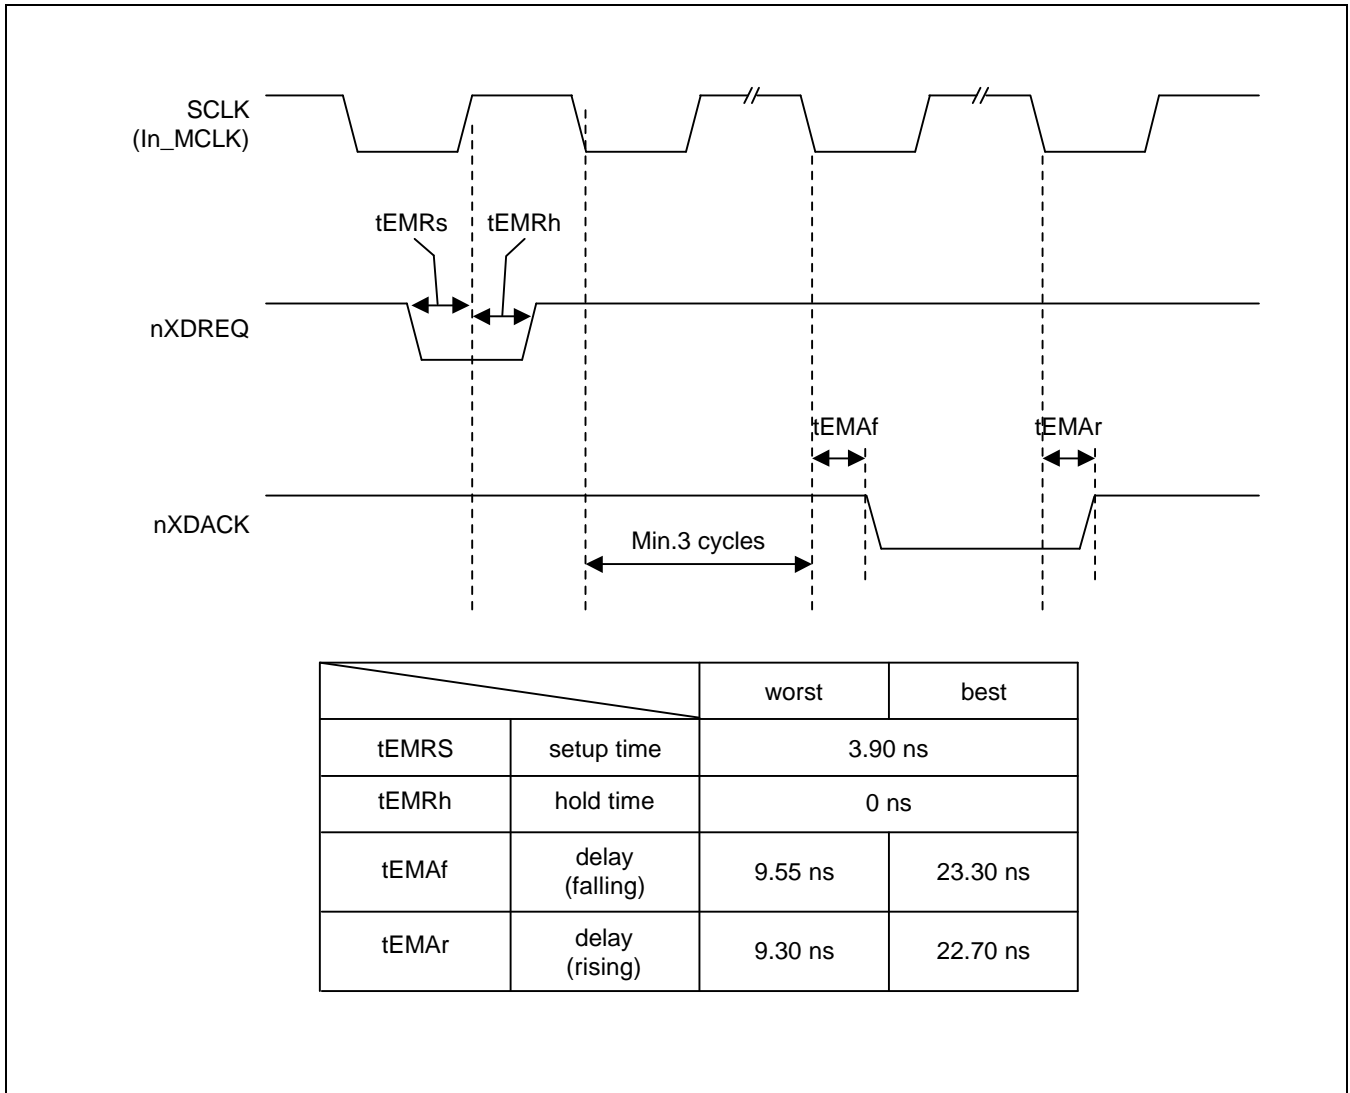 SCLK
(In_MCLK)
tEMRs
tEMRh
nXDREQ
tEMAf
tEMAr
nXDACK
Min.3 cycles
worst
best
tEMRS
setup time
3.90 ns
tEMRh
hold time
0 ns
tEMAf
delay
(falling)
9.55 ns
23.30 ns
tEMAr
delay
(rising)
9.30 ns
22.70 ns